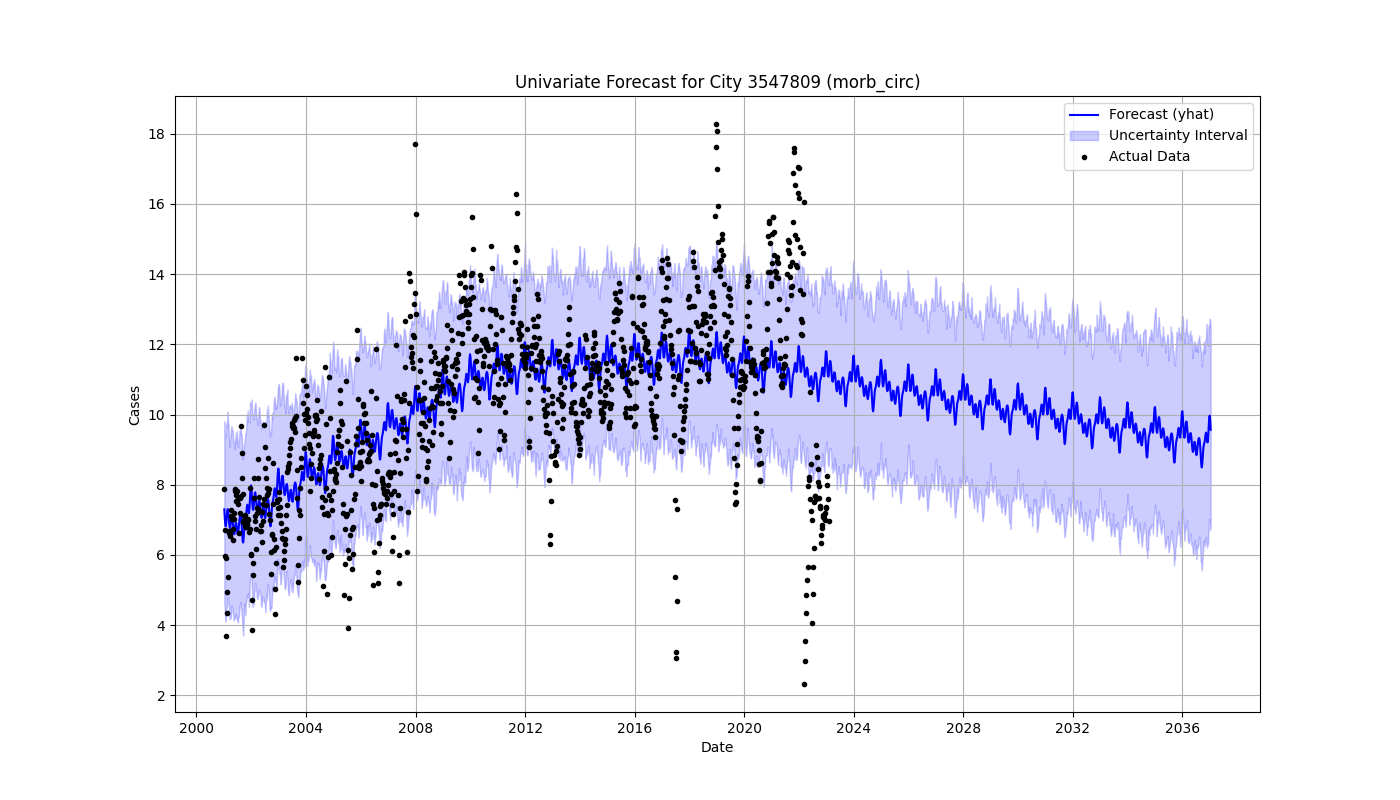 Univariate Forecast for City 3547809 (morb_circ)
Forecast (yhat)
Uncertainty Interval
Actual Data
18
16
14
12
10
8
6
4
2
Cases
2000 2004 2008 2012 2016 2020 2024 2028 2032 2036
Date